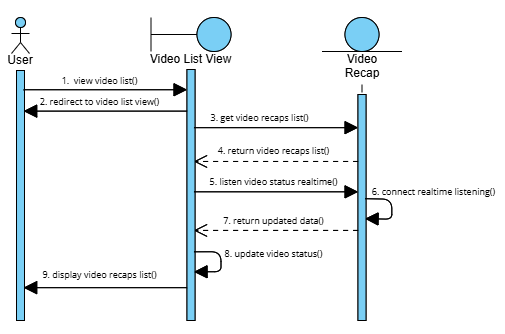 User
Video List View
Video
Recap
1. view video list()
2. redirect to video list view()
3. get video recaps list()
4. return video recaps list()
5. listen video status realtime()
6. connect realtime listening()
7. return updated data()
8. update video status()
9. display video recaps list()